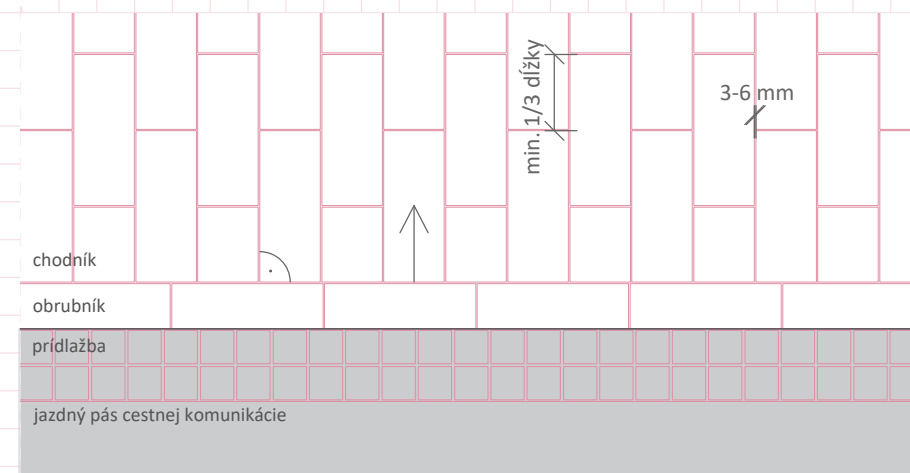 min. 1/3 dĺžky
3-6 mm
chodník
obrubník
prídlažba
jazdný pás cestnej komunikácie